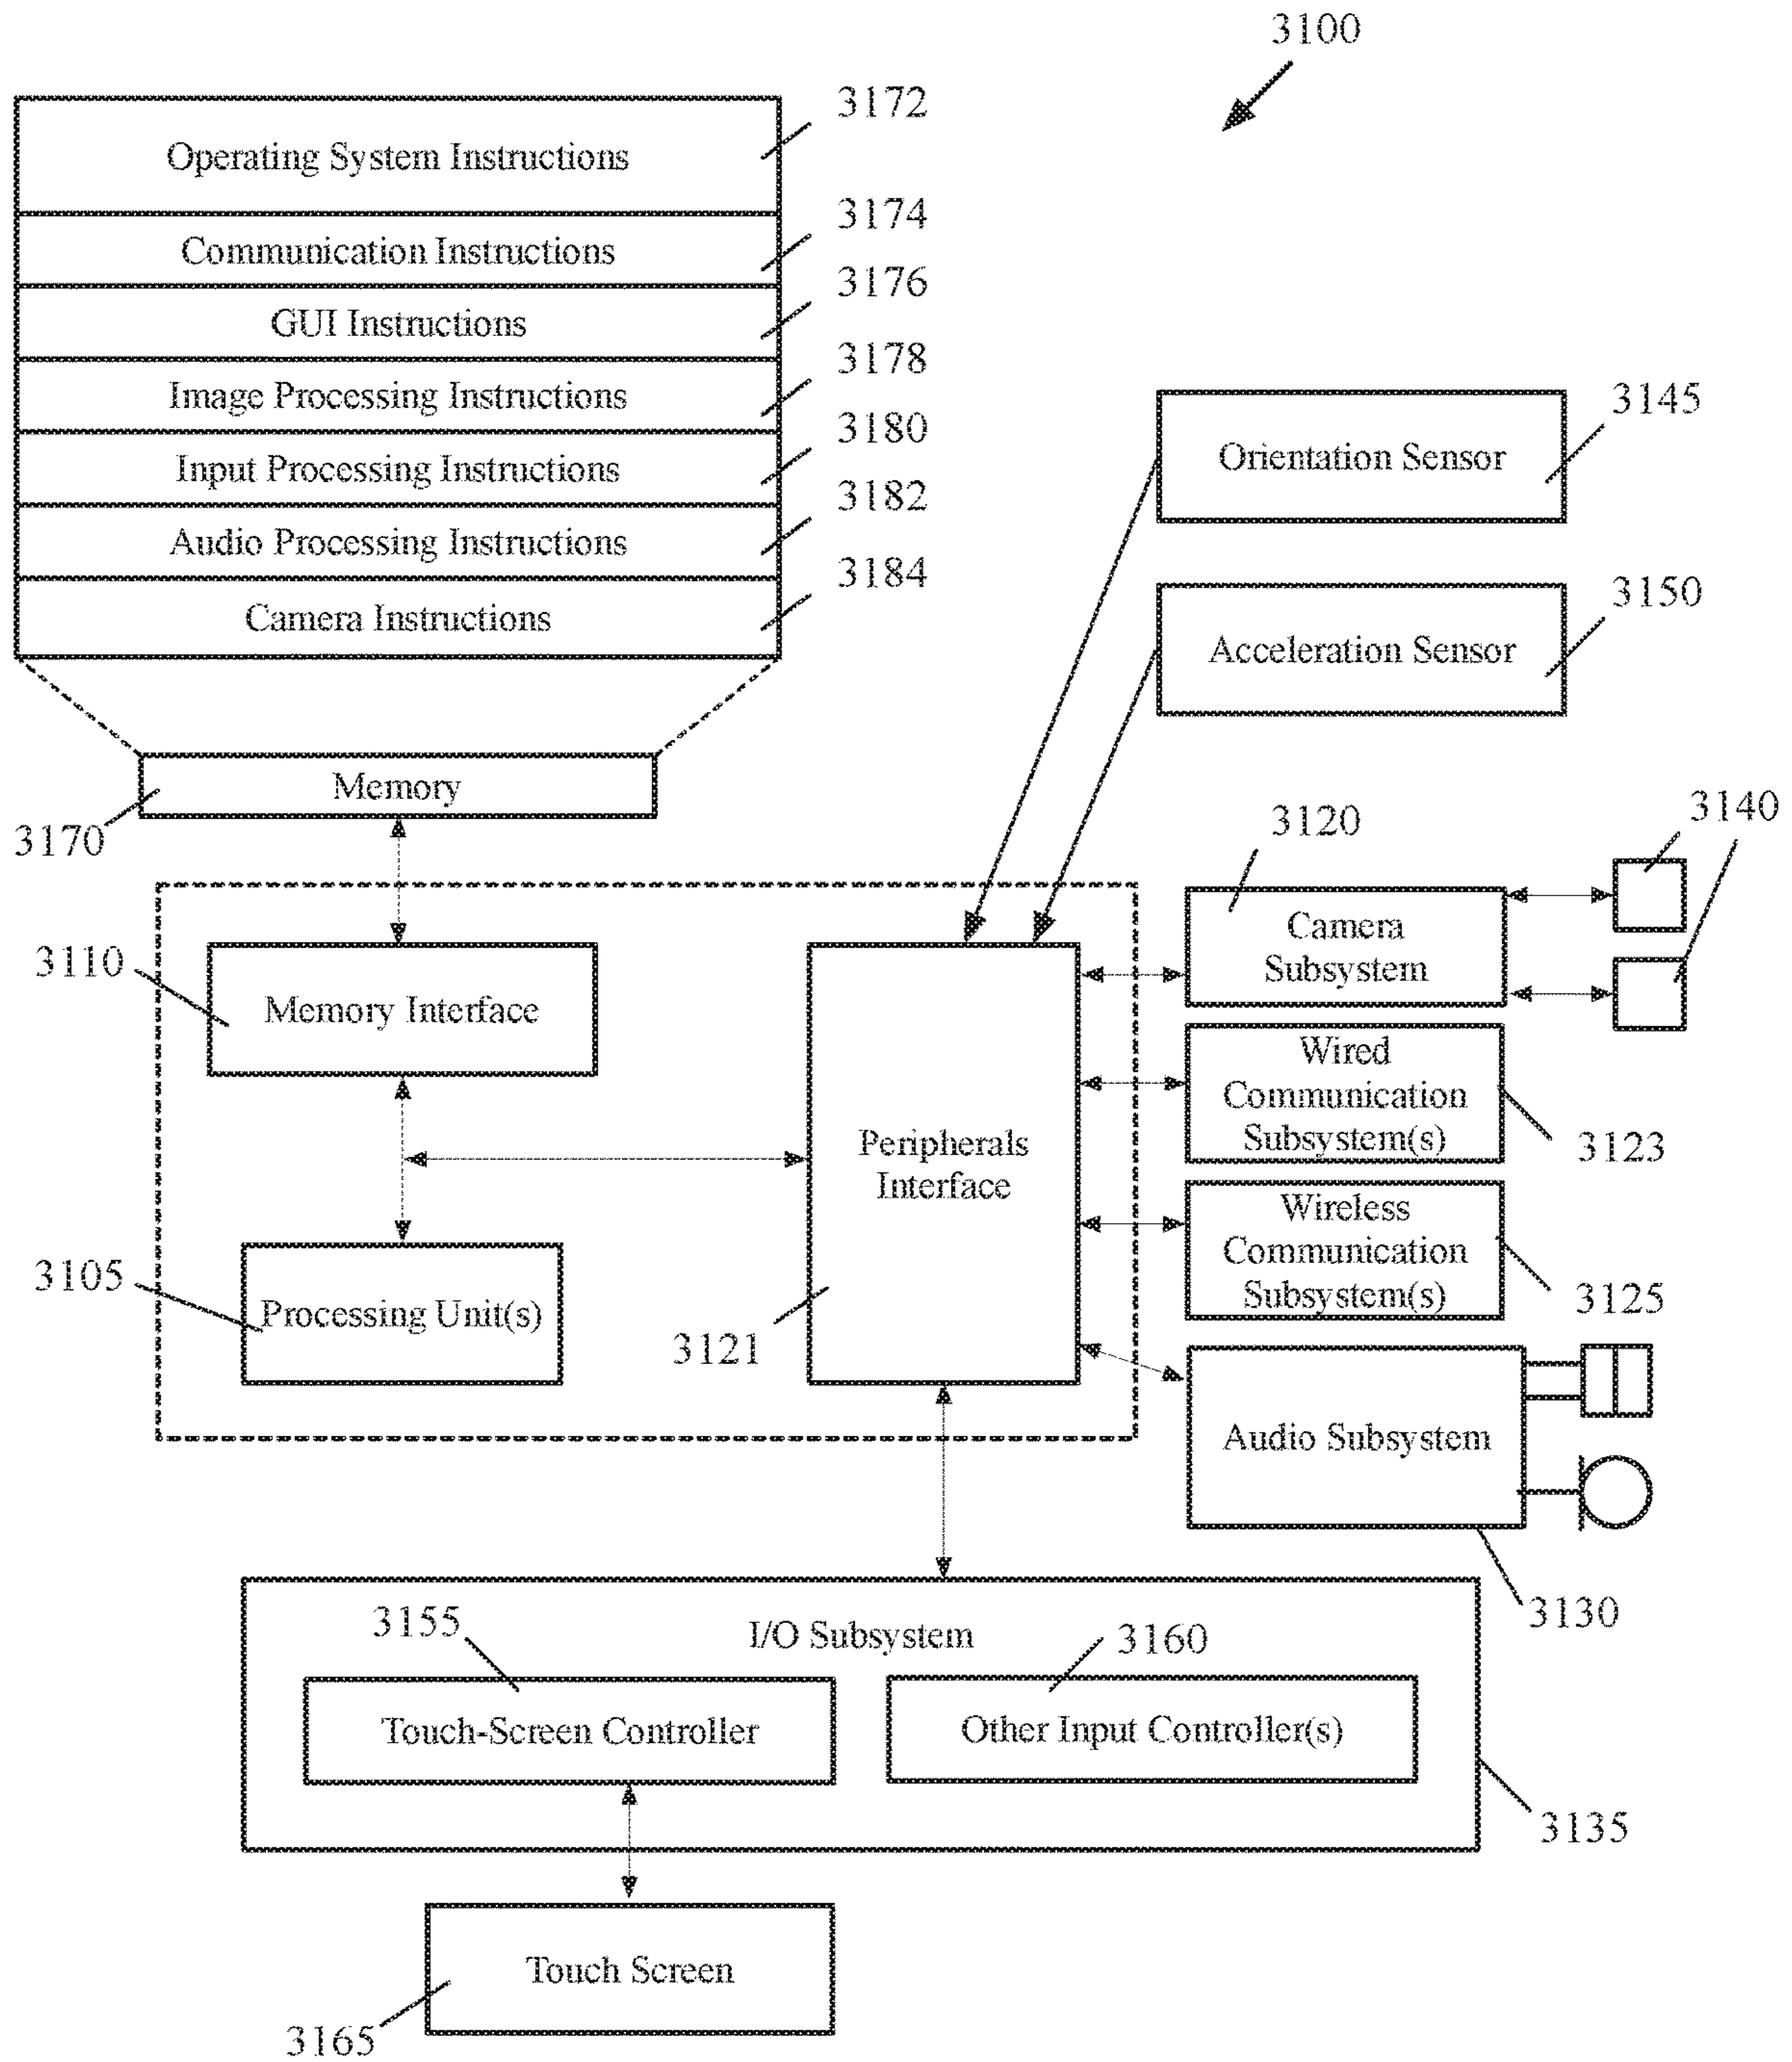 3100
3172
Operating System Instructions
3174
Communication Instructions
3176
GUI Instructions
3178
Image Processing Instructions
3180
Input Processing Instructions
3182
Audio Processing Instructions
3184
Camera Instructions
3145
Orientation Sensor
3150
Acceleration Sensor
Memory
3170
3120
3140
Camera
Subsystem
3110
Memory Interface
Wired
Communication
Subsystem(s)
3123
Peripherals
Interface
3121
Wireless
Communication
Subsystem(s)
3125
3105
Processing Unit(s)
Audio Subsystem
3130
I/O Subsystem
3155
3160
Touch-Screen Controller
Other Input Controller(s)
3135
Touch Screen
3165